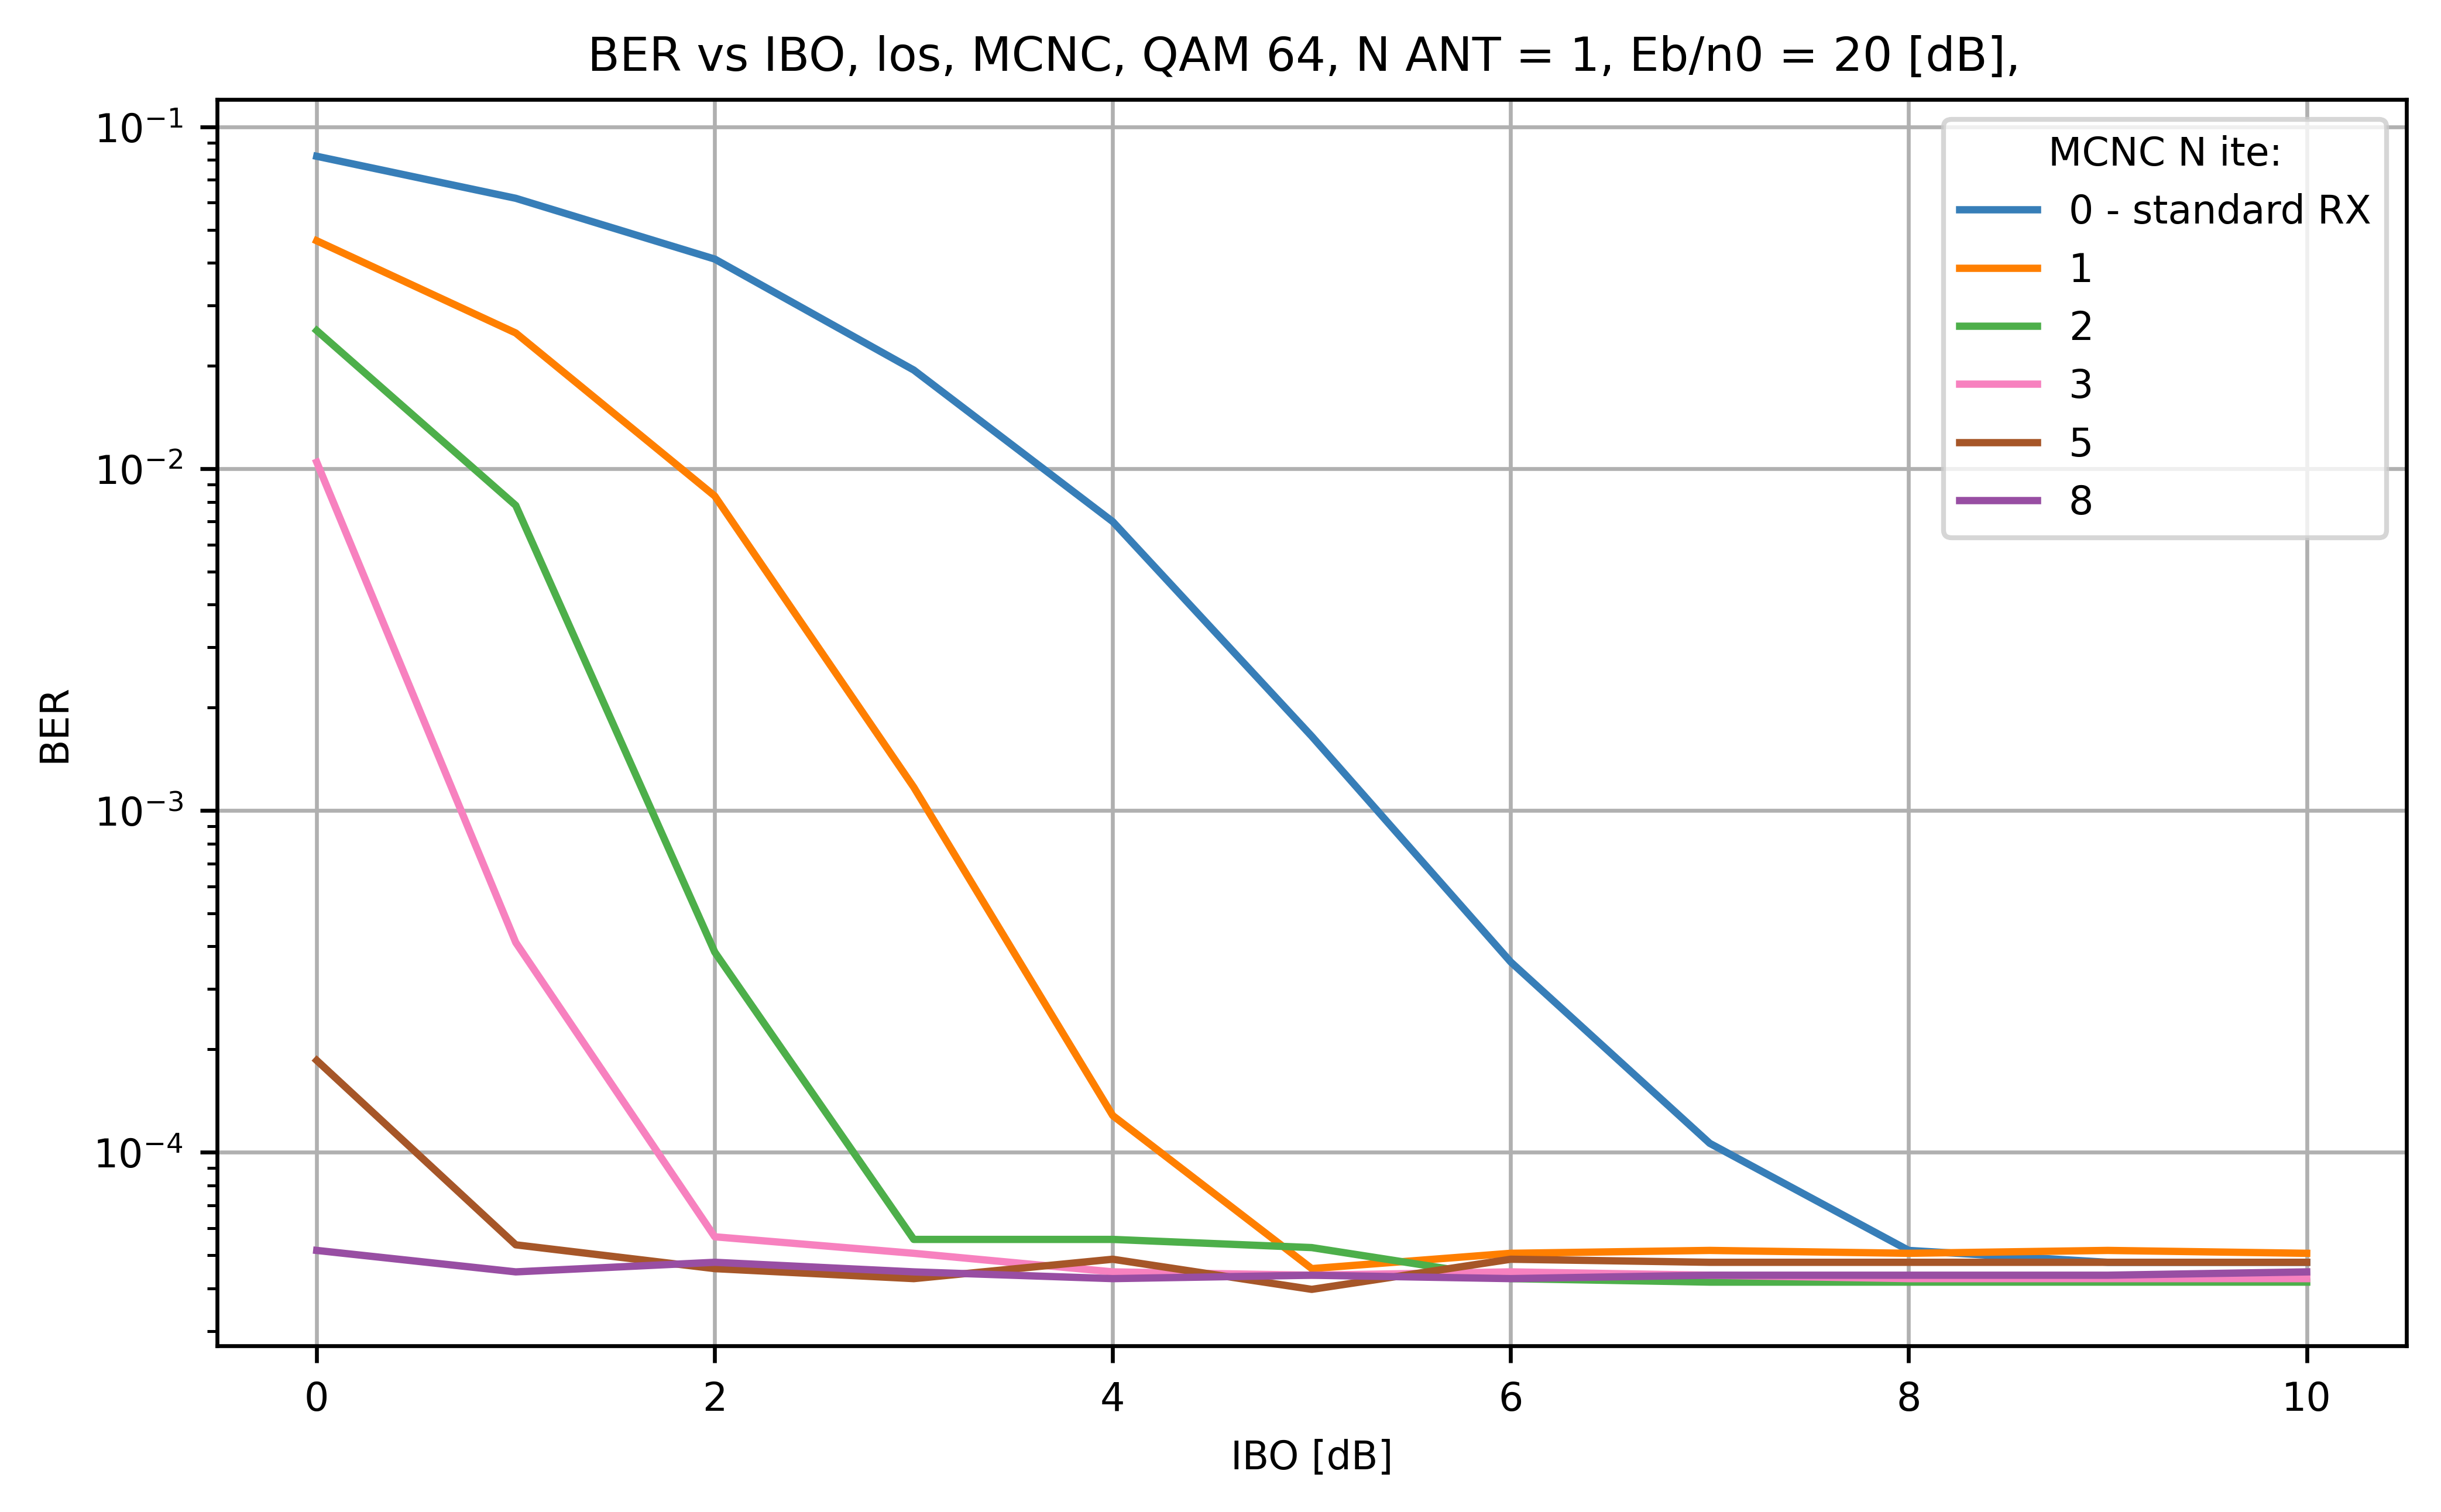 BER vs IBO, los, MCNC, QAM 64, N ANT = 1, Eb/n0 = 20 [dB],
10⁻¹
10⁻²
10⁻³
10⁻⁴
BER
MCNC N ite:
0 - standard RX
1
2
3
5
8
0 2 4 6 8 10
IBO [dB]